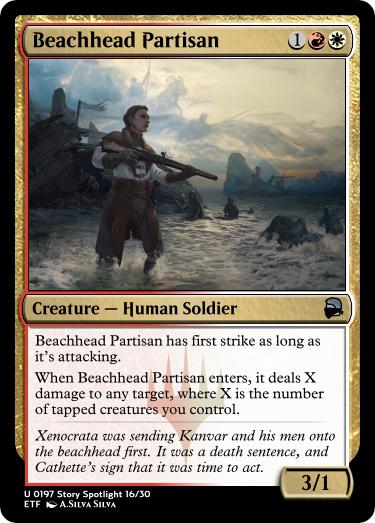 Beachhead Partisan 1
Creature — Human Soldier
Beachhead Partisan has first strike as long as
it's attacking.
When Beachhead Partisan enters, it deals X
damage to any target, where X is the number
of tapped creatures you control.
Xenocrata was sending Kanvar and his men onto
the beachhead first. It was a death sentence, and
Cathette's sign that it was time to act.
3/1
U 0197 Story Spotlight 16/30
ETF A.Silva Silva